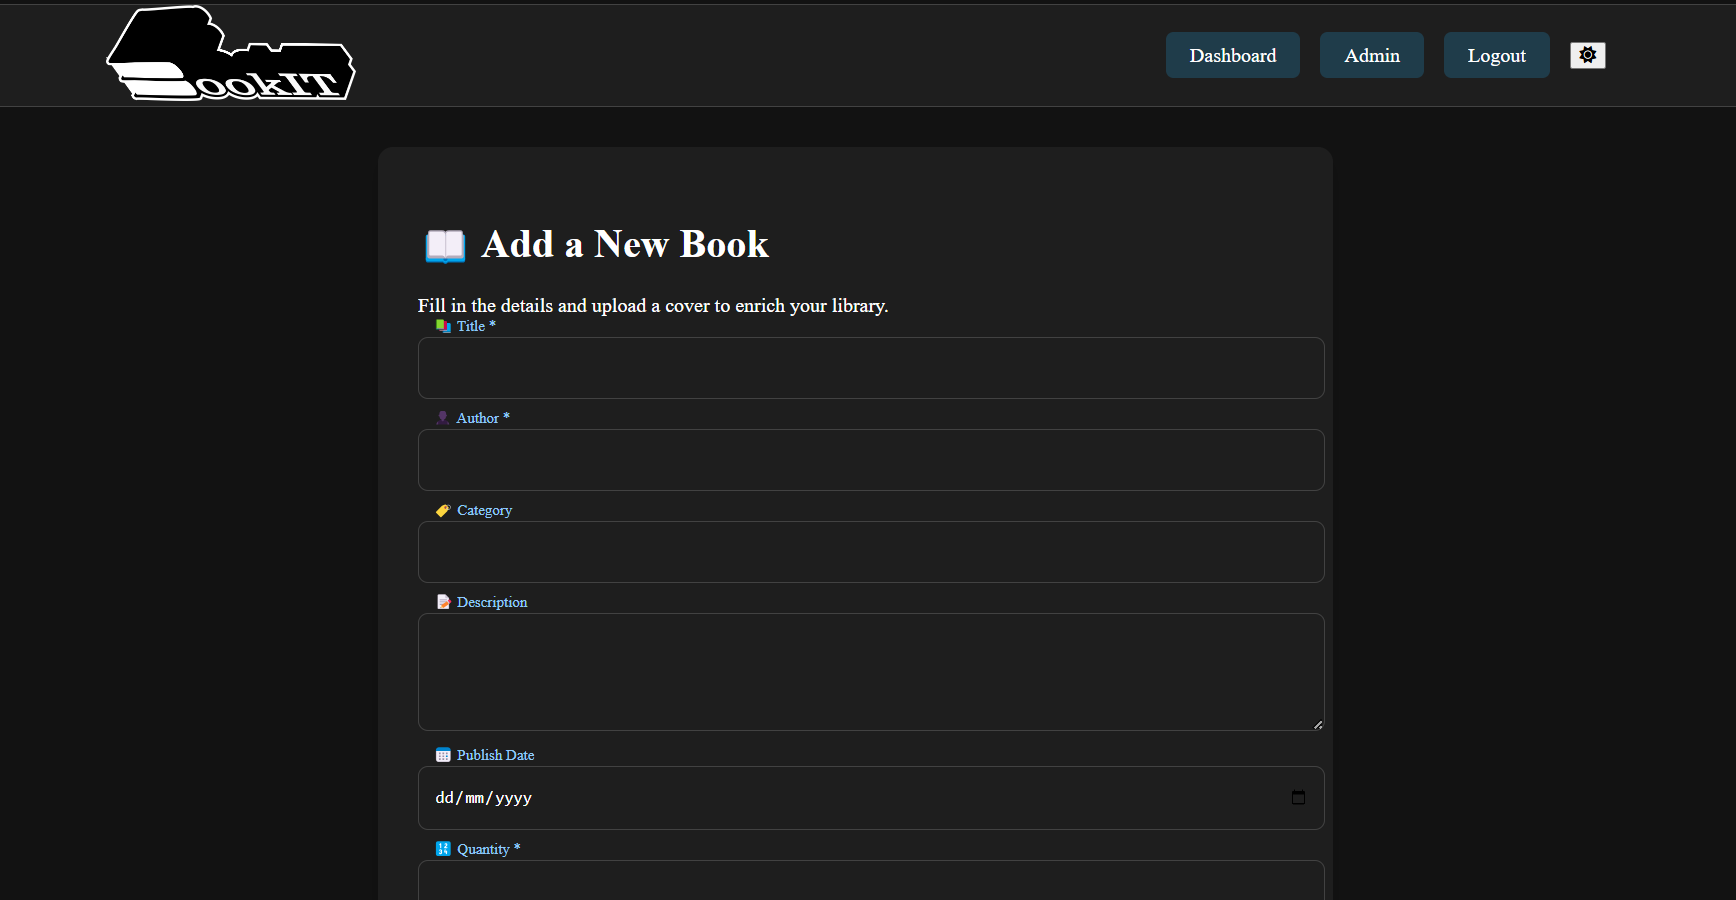 ookIT
Dashboard
Admin
Logout
Add a New Book
Fill in the details and upload a cover to enrich your library.
Title *
Author *
Category
Description
Publish Date
dd/mm/yyyy
Quantity *